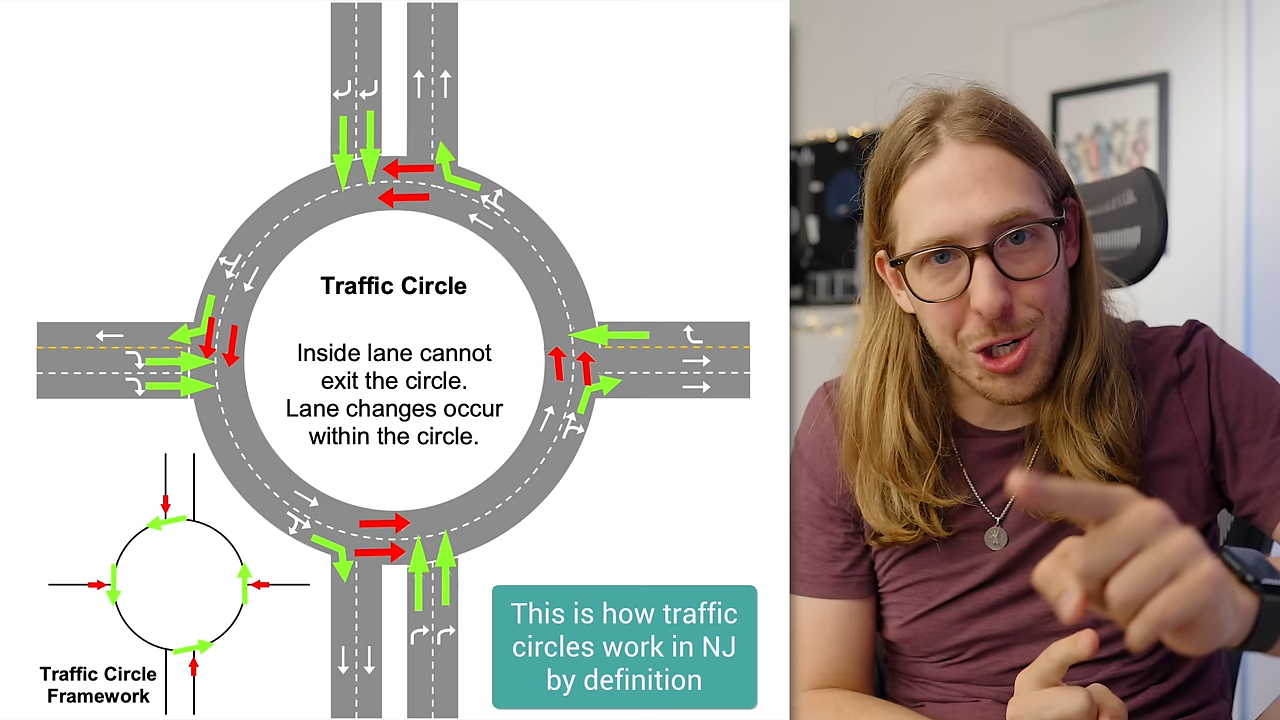 Traffic Circle
Inside lane cannot
exit the circle.
Lane changes occur
within the circle.
Traffic Circle
Framework
This is how traffic
circles work in NJ
by definition